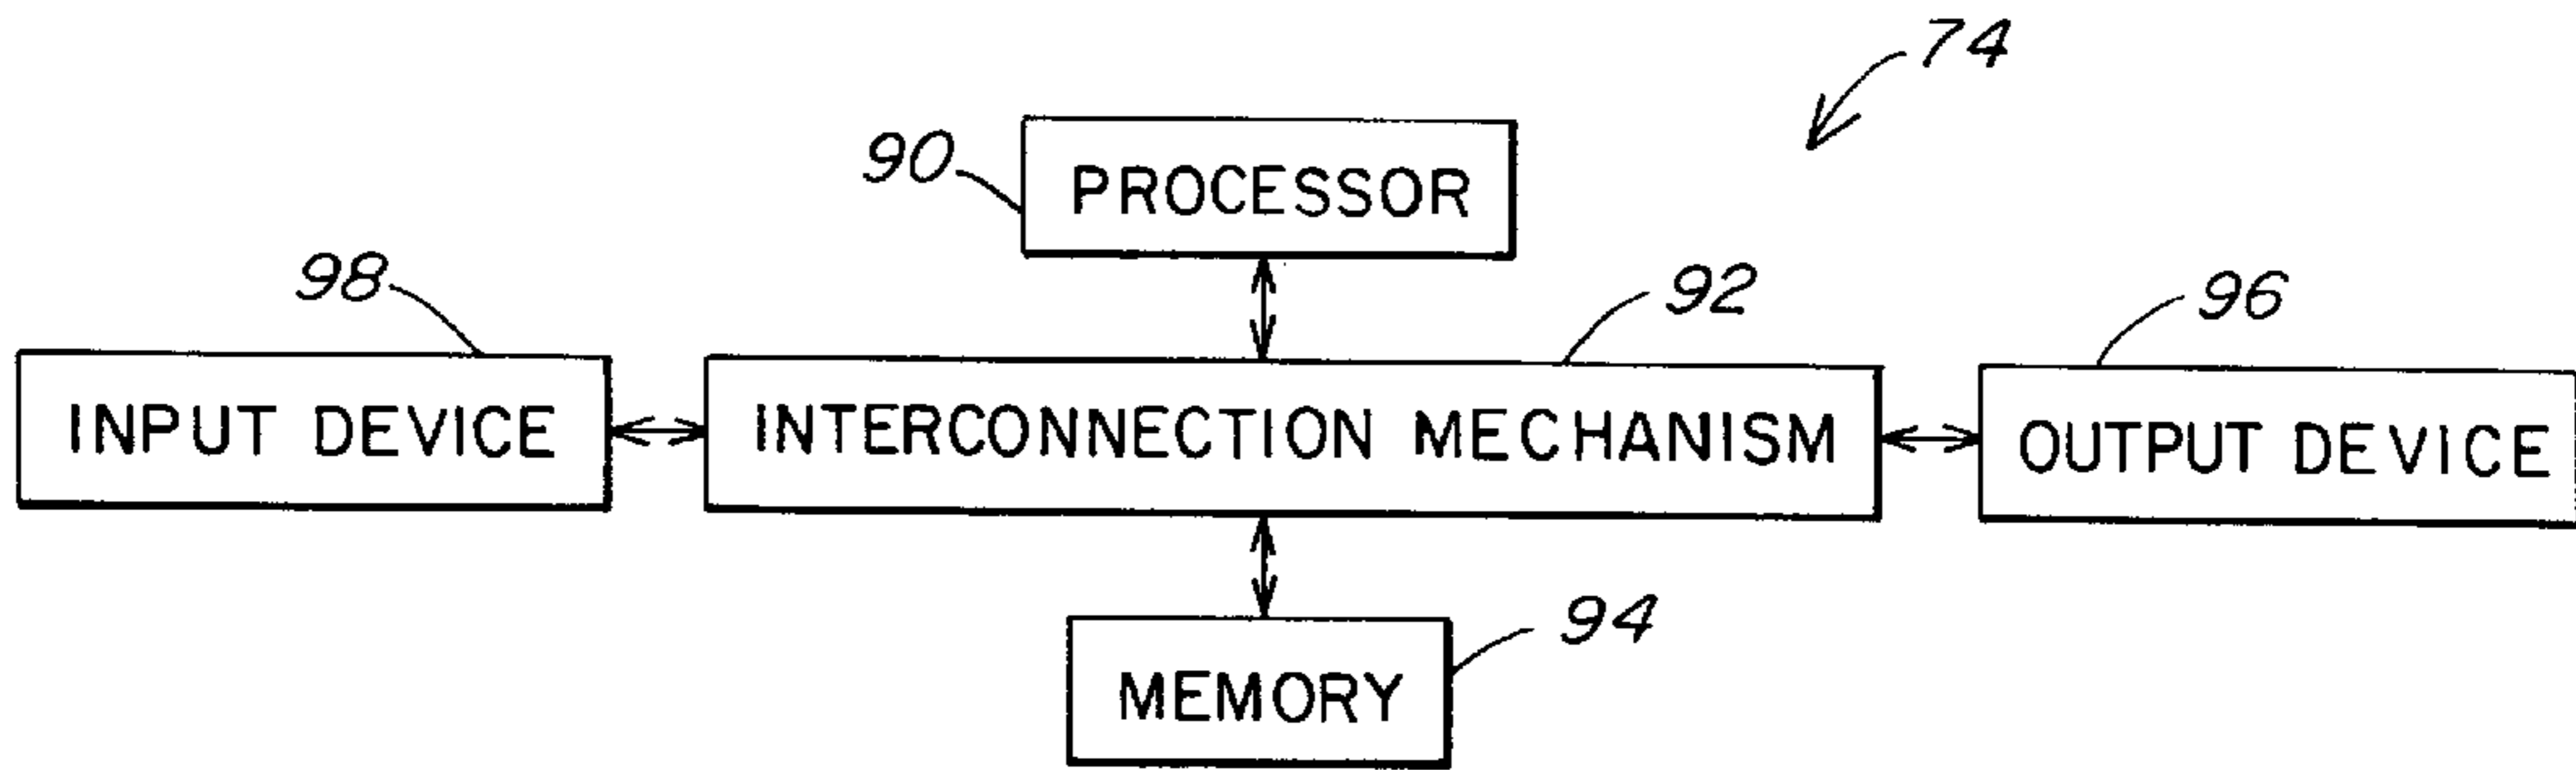 74
90
PROCESSOR
98
92
96
INPUT DEVICE
INTERCONNECTION MECHANISM
OUTPUT DEVICE
94
MEMORY